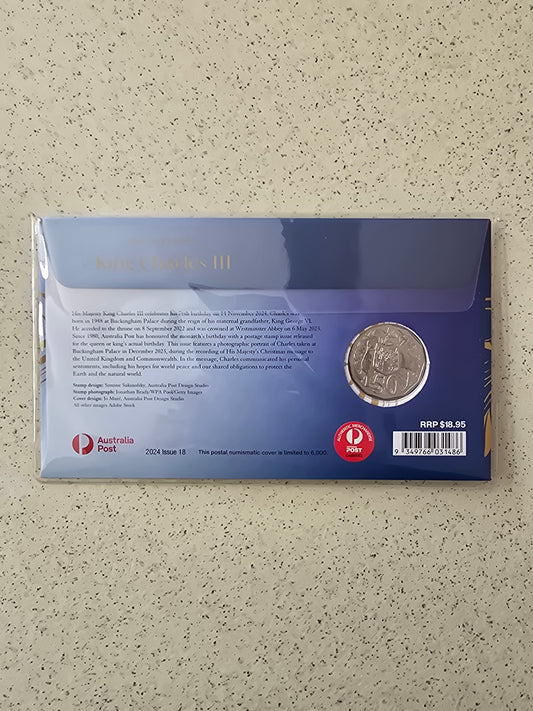 King Charles III
His Majesty King Charles III celebrates his 76th birthday on 14 November 2024. Charles was
born in 1948 at Buckingham Palace during the reign of his maternal grandfather, King George VI.
He acceded to the throne on 8 September 2022 and was crowned at Westminster Abbey on 6 May 2023.
Since 1980, Australia Post has honoured the monarch's birthday with a postage stamp issue released
for the queen or king's actual birthday. This issue features a photographic portrait of Charles taken at
Buckingham Palace in December 2023, during the recording of His Majesty's Christmas message to
the United Kingdom and Commonwealth. In the message, Charles communicated his personal
sentiments, including his hopes for world peace and our shared obligations to protect the
Earth and the natural world.
Stamp design: Simone Sakinofsky, Australia Post Design Studio
Stamp photograph: Jonathan Brady/WPA Pool/Getty Images
Cover design: Jo Muré, Australia Post Design Studio
All other images Adobe Stock
Australia
Post
2024 Issue 18
This postal numismatic cover is limited to 6,000.
50
AUTHENTIC MERCHANDISE
POST
RRP $18.95
9 349766 031486